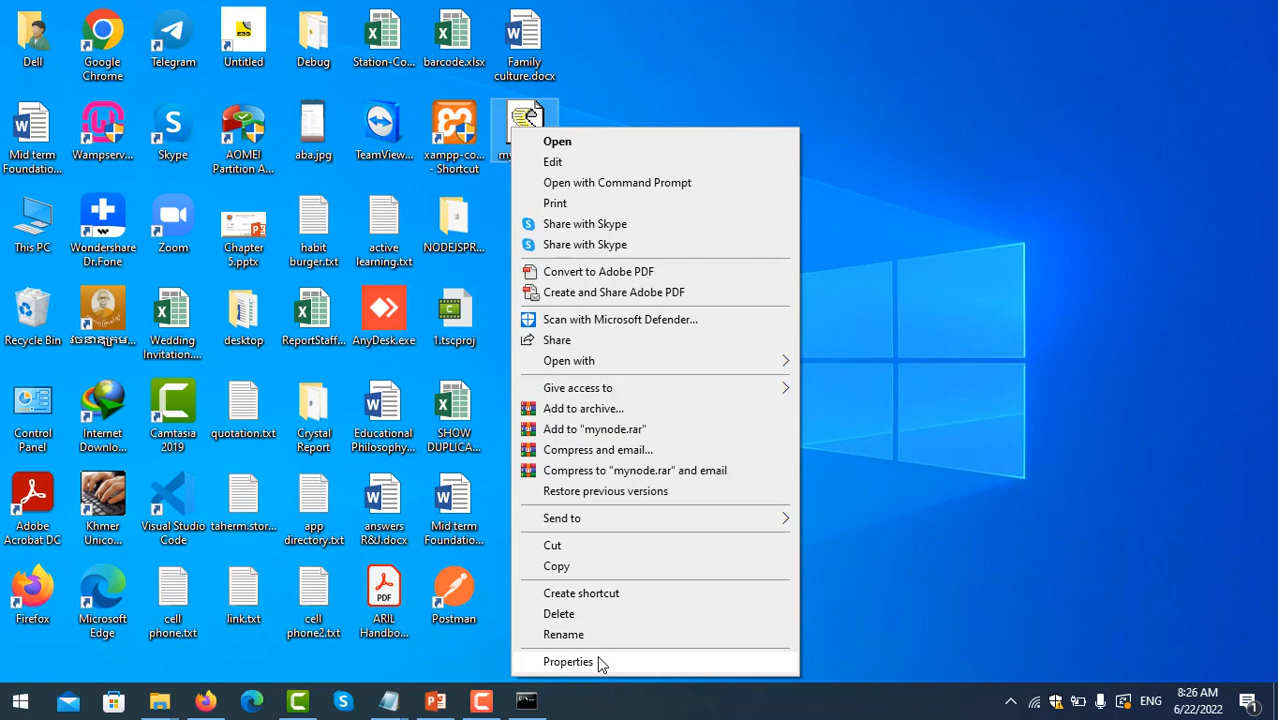 Dell
Google
Chrome
Telegram
ESS
Untitled
Debug
Station-Co...
barcode.xlsx
Family
culture.docx
Mid term
Foundatio...
Wampserv...
Skype
AOMEI
Partition A...
aba.jpg
TeamView...
xampp-co...
- Shortcut
my
This PC
Wondershare
Dr.Fone
Zoom
Chapter
5.pptx
habit
burger.txt
active
learning.txt
NODEJSPR...
Recycle Bin
Wedding
Invitation....
desktop
ReportStaff...
AnyDesk.exe
1.tscproj
Control
Panel
Internet
Downlo...
Camtasia
2019
quotation.txt
Crystal
Report
Educational
Philosophy...
SHOW
DUPLICA...
Adobe
Acrobat DC
Khmer
Unico...
Visual Studio
Code
taherm.stor...
app
directory.txt
answers
R&J.docx
Mid term
Foundatio...
Firefox
Microsoft
Edge
cell
phone.txt
link.txt
cell
phone2.txt
PDF
ARIL
Handbo...
Postman
Open
Edit
Open with Command Prompt
Print
Share with Skype
Share with Skype
Convert to Adobe PDF
Create and Share Adobe PDF
Scan with Microsoft Defender...
Share
Open with
Give access to
Add to archive...
Add to "mynode.rar"
Compress and email...
Compress to "mynode.rar" and email
Restore previous versions
Send to
Cut
Copy
Create shortcut
Delete
Rename
Properties
ENG
8:26 AM
6/22/2022
1